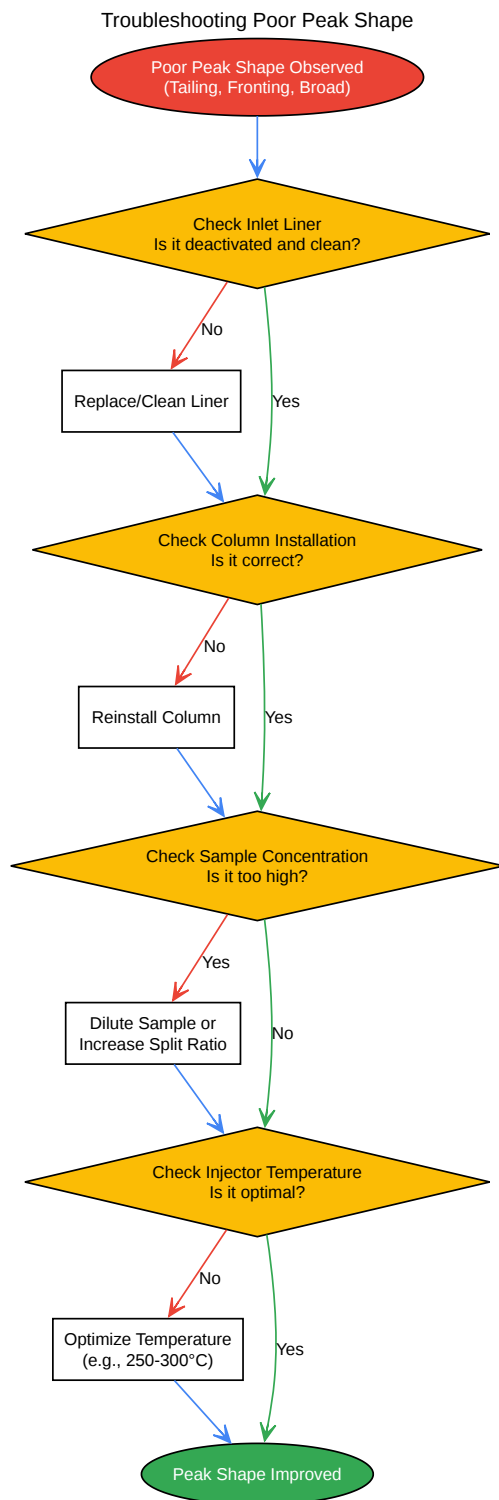 Troubleshooting Poor Peak Shape
Poor Peak Shape Observed
(Tailing, Fronting, Broad)
Check Inlet Liner
Is it deactivated and clean?
No
Yes
Replace/Clean Liner
Check Column Installation
Is it correct?
No
Yes
Reinstall Column
Check Sample Concentration
Is it too high?
Yes
No
Dilute Sample or
Increase Split Ratio
Check Injector Temperature
Is it optimal?
No
Yes
Optimize Temperature
(e.g., 250-300°C)
Peak Shape Improved